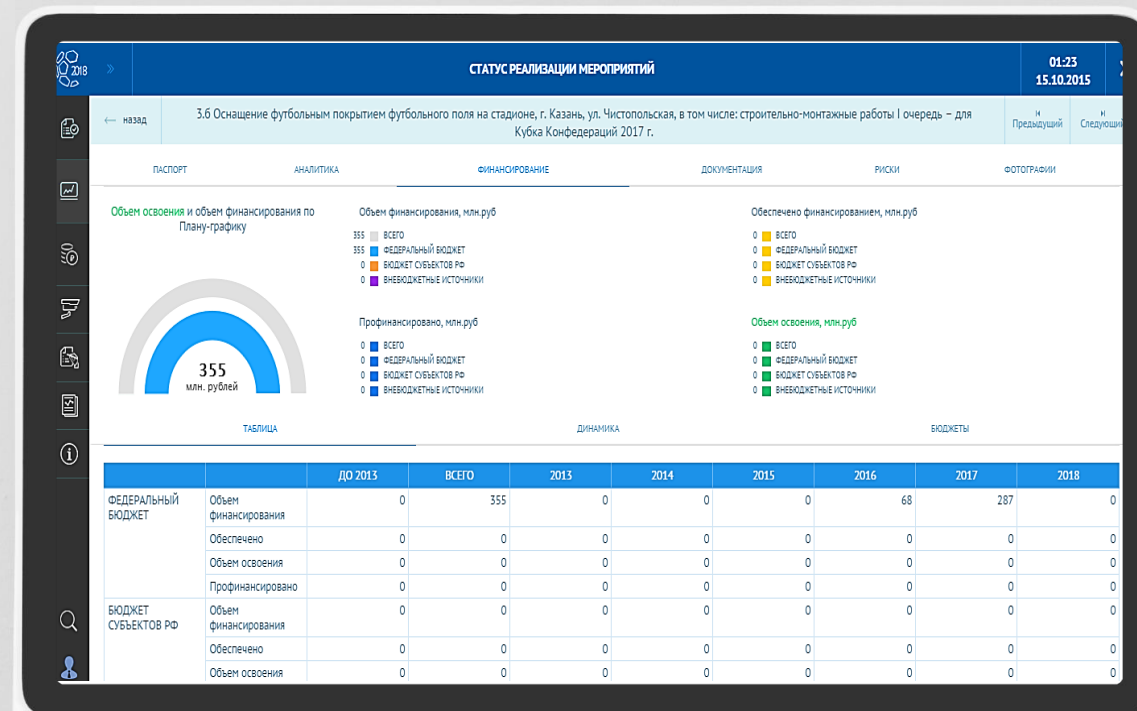 2018
СТАТУС РЕАЛИЗАЦИИ МЕРОПРИЯТИЙ
01:23
15.10.2015
← назад
3.6 Оснащение футбольным покрытием футбольного поля на стадионе, г. Казань, ул. Чистопольская, в том числе: строительно-монтажные работы I очередь – для
Кубка Конфедераций 2017 г.
Предыдущий
Следующий
ПАСПОРТ АНАЛИТИКА ФИНАНСИРОВАНИЕ ДОКУМЕНТАЦИЯ РИСКИ ФОТОГРАФИИ
Объем освоения и объем финансирования по
Плану-графику
355
млн. рублей
Объем финансирования, млн.руб
355 ВСЕГО
355 ФЕДЕРАЛЬНЫЙ БЮДЖЕТ
0 БЮДЖЕТ СУБЪЕКТОВ РФ
0 ВНЕБЮДЖЕТНЫЕ ИСТОЧНИКИ
Обеспечено финансированием, млн.руб
0 ВСЕГО
0 ФЕДЕРАЛЬНЫЙ БЮДЖЕТ
0 БЮДЖЕТ СУБЪЕКТОВ РФ
0 ВНЕБЮДЖЕТНЫЕ ИСТОЧНИКИ
Профинансировано, млн.руб
0 ВСЕГО
0 ФЕДЕРАЛЬНЫЙ БЮДЖЕТ
0 БЮДЖЕТ СУБЪЕКТОВ РФ
0 ВНЕБЮДЖЕТНЫЕ ИСТОЧНИКИ
Объем освоения, млн.руб
0 ВСЕГО
0 ФЕДЕРАЛЬНЫЙ БЮДЖЕТ
0 БЮДЖЕТ СУБЪЕКТОВ РФ
0 ВНЕБЮДЖЕТНЫЕ ИСТОЧНИКИ
ТАБЛИЦА ДИНАМИКА БЮДЖЕТЫ
ДО 2013 ВСЕГО 2013 2014 2015 2016 2017 2018
ФЕДЕРАЛЬНЫЙ Объем 0 355 0 0 0 68 287 0
БЮДЖЕТ финансирования
Обеспечено 0 0 0 0 0 0 0 0
Объем освоения 0 0 0 0 0 0 0 0
Профинансировано 0 0 0 0 0 0 0 0
БЮДЖЕТ Объем 0 0 0 0 0 0 0 0
СУБЪЕКТОВ РФ финансирования
Обеспечено 0 0 0 0 0 0 0 0
Объем освоения 0 0 0 0 0 0 0 0